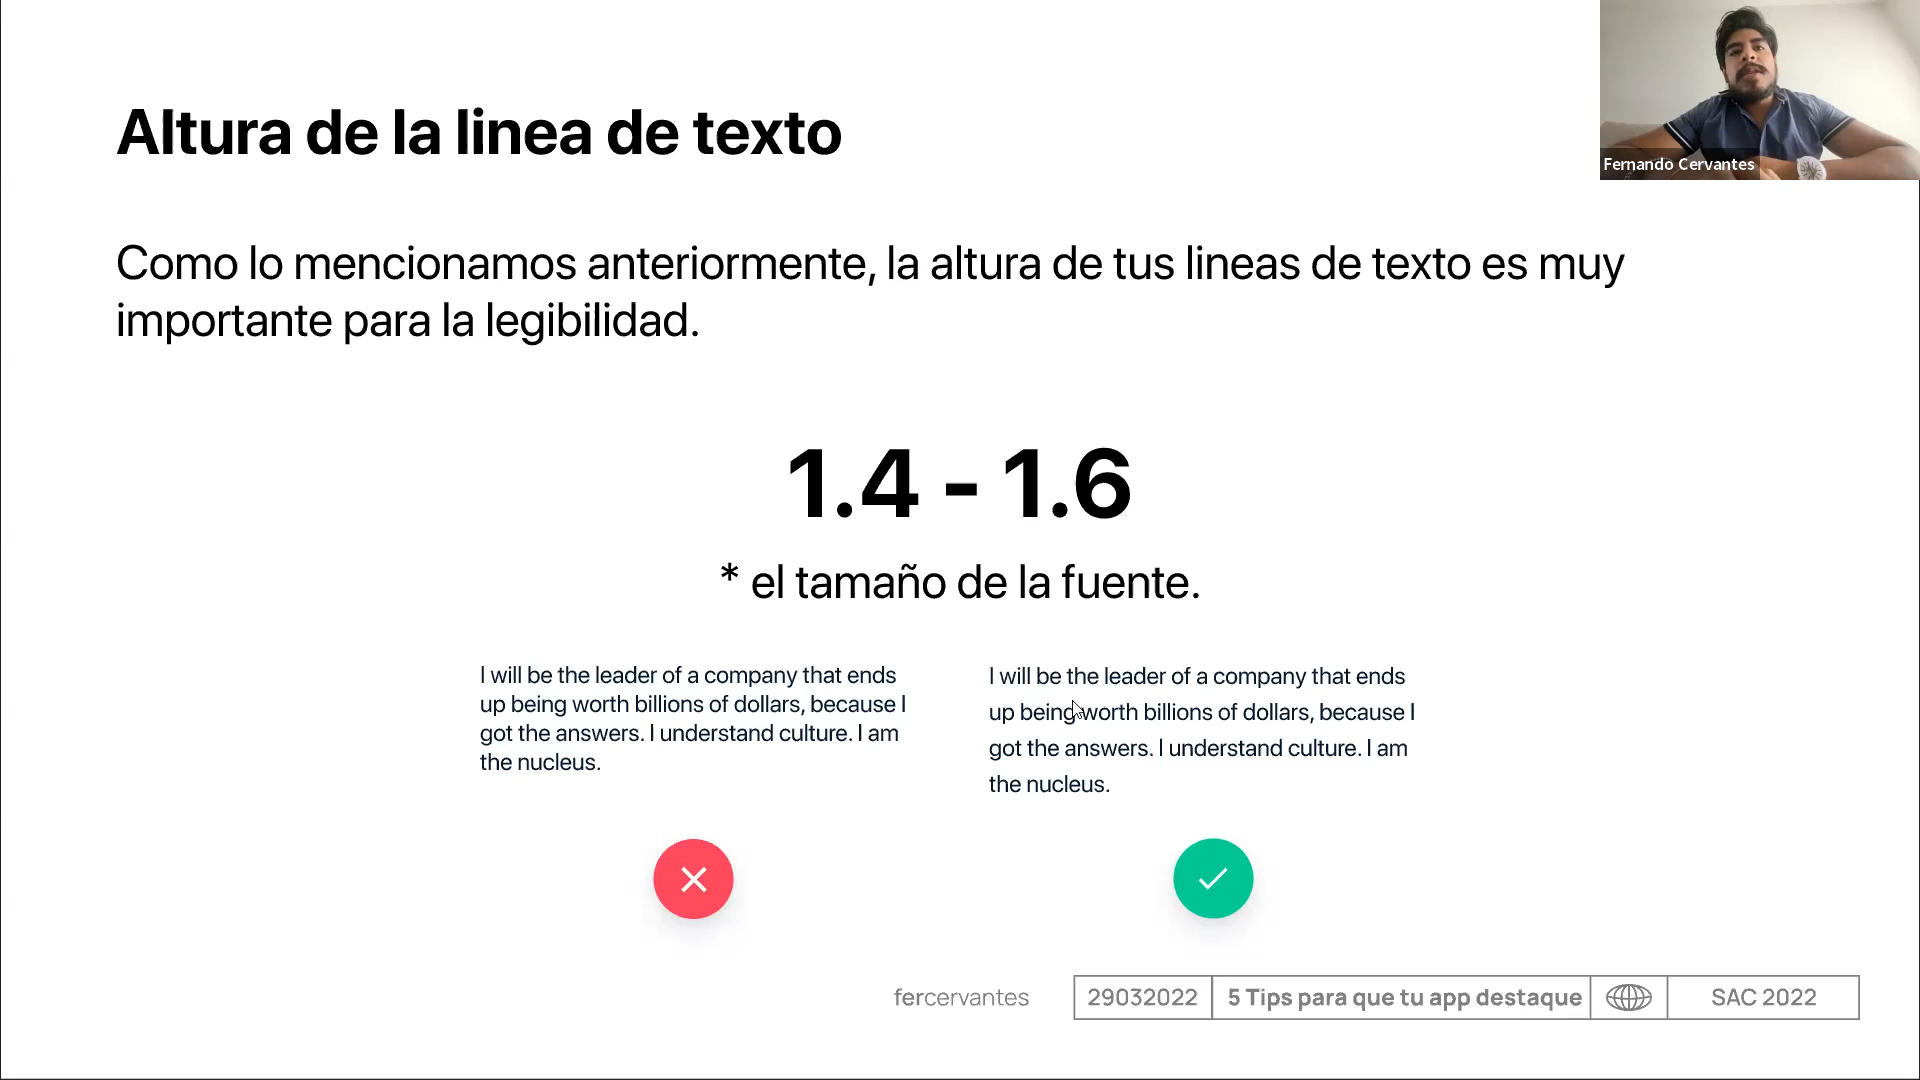 Altura de la linea de texto
Fernando Cervantes
Como lo mencionamos anteriormente, la altura de tus lineas de texto es muy
importante para la legibilidad.
1.4 - 1.6
* el tamaño de la fuente.
I will be the leader of a company that ends
up being worth billions of dollars, because I
got the answers. I understand culture. I am
the nucleus.
I will be the leader of a company that ends
up being worth billions of dollars, because I
got the answers. I understand culture. I am
the nucleus.
fercervantes
29032022
5 Tips para que tu app destaque
SAC 2022